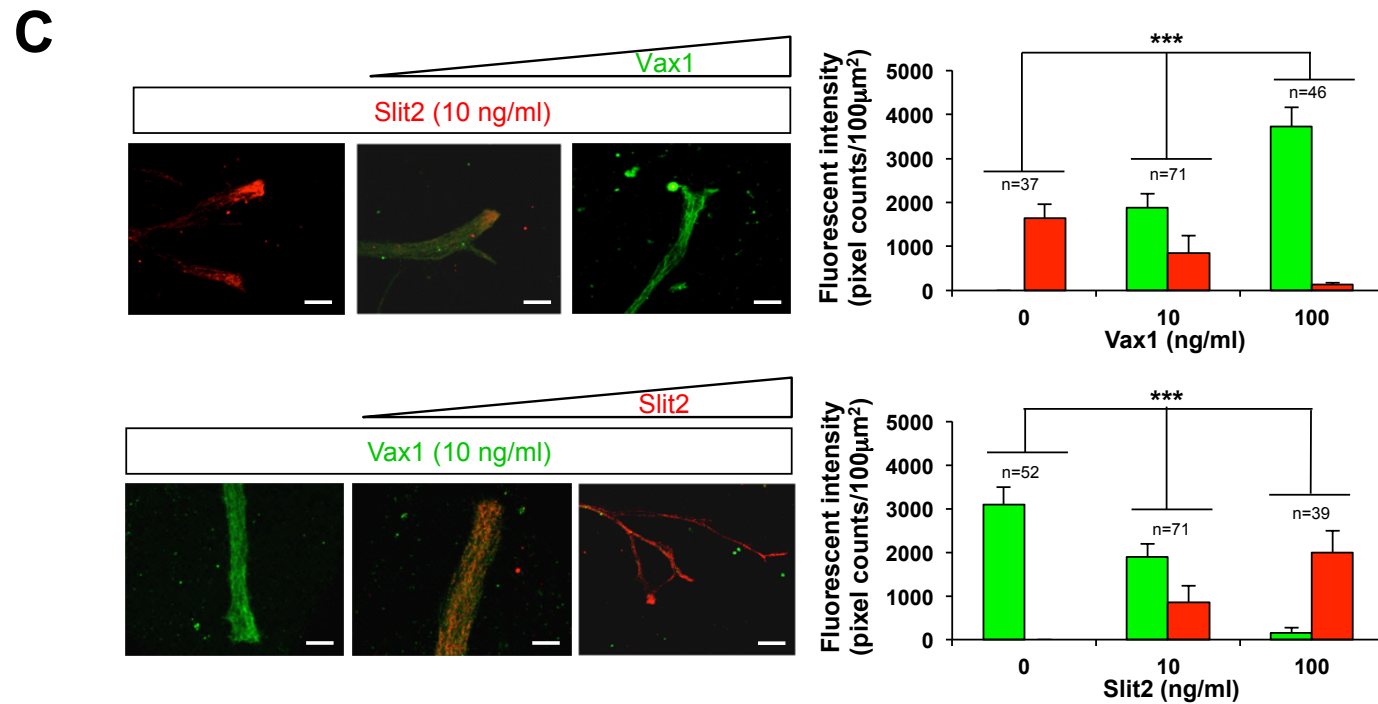 C
Vax1
Slit2 (10 ng/ml)
Fluorescent intensity
(pixel counts/100μm²)
5000
4000
3000
2000
1000
0
***
n=37
n=71
n=46
0
10
100
Vax1 (ng/ml)
Slit2
Vax1 (10 ng/ml)
Fluorescent intensity
(pixel counts/100μm²)
5000
4000
3000
2000
1000
0
***
n=52
n=71
n=39
0
10
100
Slit2 (ng/ml)